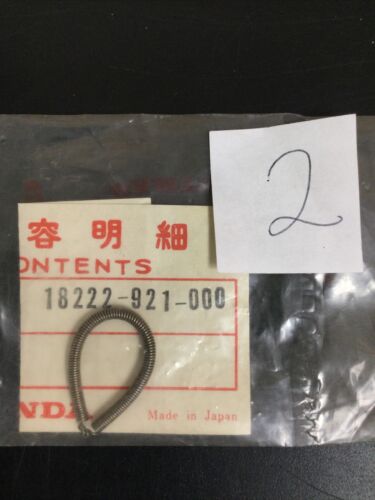 2
容明細
ONTENTS
18222-921-000
NDA
Made in Japan